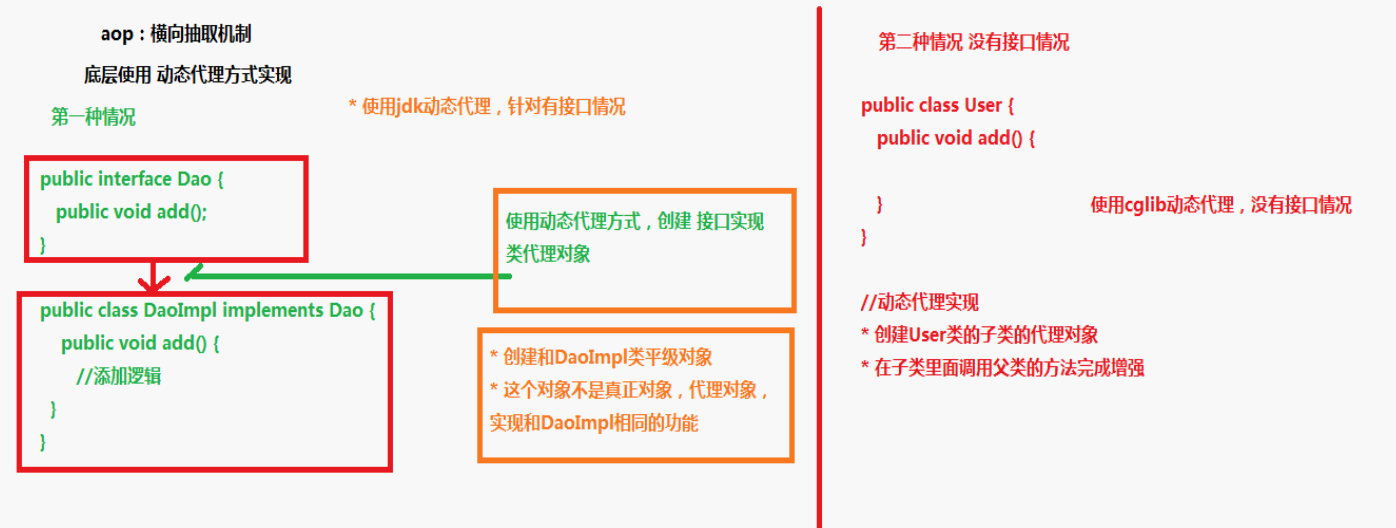 aop：横向抽取机制
底层使用 动态代理方式实现
第一种情况
* 使用jdk动态代理，针对有接口情况
public interface Dao {
public void add();
}
使用动态代理方式，创建 接口实现
类代理对象
public class DaoImpl implements Dao {
public void add() {
//添加逻辑
}
}
* 创建和DaoImpl类平级对象
* 这个对象不是真正对象，代理对象，
实现和DaoImpl相同的功能
第二种情况 没有接口情况
public class User {
public void add() {
}
}
使用cglib动态代理，没有接口情况
//动态代理实现
* 创建User类的子类的代理对象
* 在子类里面调用父类的方法完成增强